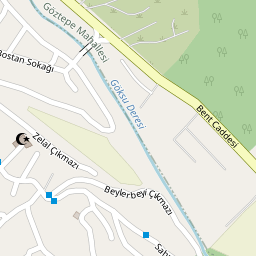 Göztepe Mahallesi
Bostan Sokağı
Göksu Deresi
Bent Caddesi
Zelal Çıkmazı
Beylerbeyi Çıkmazı